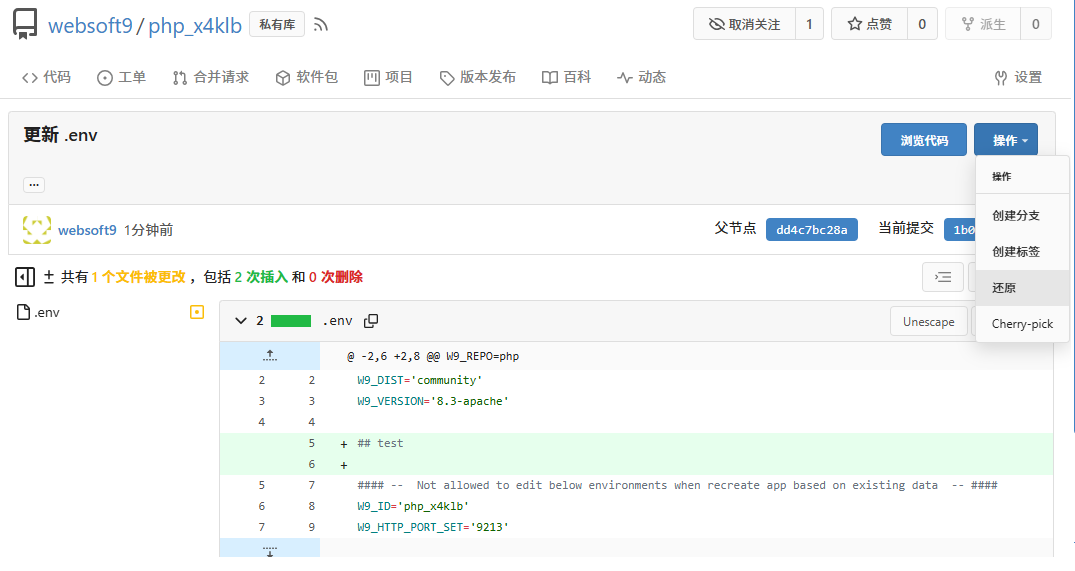 websoft9/php_x4klb 私有库 取消关注 1 点赞 0 派生 0
代码 工单 合并请求 软件包 项目 版本发布 百科 动态 设置
更新 .env
浏览代码 操作
...
操作
创建分支
创建标签
还原
Cherry-pick
websoft9 1分钟前 父节点 dd4c7bc28a 当前提交 1b0
共有 1 个文件被更改 ,包括 2 次插入 和 0 次删除
.env
2 .env Unescape
@ -2,6 +2,8 @@ W9_REPO=php
2 2 W9_DIST='community'
3 3 W9_VERSION='8.3-apache'
4 4
5 + ## test
6 +
5 7 #### -- Not allowed to edit below environments when recreate app based on existing data -- ####
6 8 W9_ID='php_x4klb'
7 9 W9_HTTP_PORT_SET='9213'